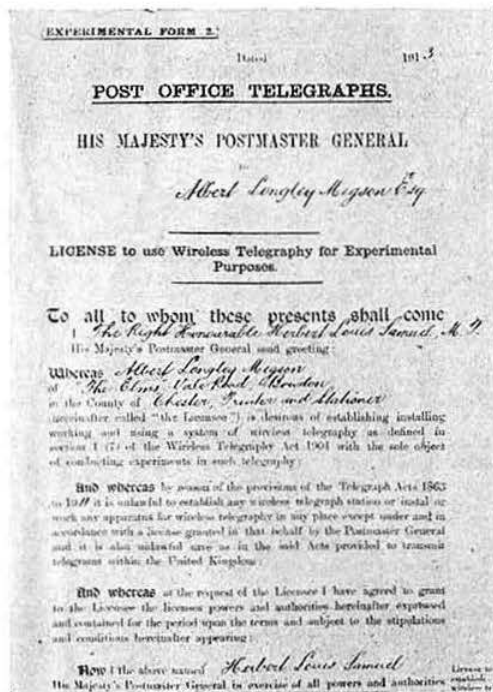 (EXPERIMENTAL FORM 2.)
Dated 1913
POST OFFICE TELEGRAPHS.
HIS MAJESTY'S POSTMASTER GENERAL
TO
Albert Longley Megson Esq
LICENSE to use Wireless Telegraphy for Experimental
Purposes.
To all to whom these presents shall come
I The Right Honourable Herbert Louis Samuel, M.P.
His Majesty's Postmaster General send greeting:
Whereas Albert Longley Megson
of "The Elms" Vale Road, Bowdon,
in the County of Chester, Printer and Stationer
(hereinafter called "the Licensee") is desirous of establishing installing
working and using a system of wireless telegraphy as defined in
section 1 (7) of the Wireless Telegraphy Act 1904 with the sole object
of conducting experiments in such telegraphy:
And whereas by reason of the provisions of the Telegraph Acts 1863
to 1911 it is unlawful to establish any wireless telegraph station or instal or
work any apparatus for wireless telegraphy in any place except under and in
accordance with a license granted in that behalf by the Postmaster General
and it is also unlawful save as in the said Acts provided to transmit
telegrams within the United Kingdom:
And whereas at the request of the Licensee I have agreed to grant
to the Licensee the licenses powers and authorities hereinafter expressed
and contained for the period upon the terms and subject to the stipulations
and conditions hereinafter appearing:
Now I the above named Herbert Louis Samuel
His Majesty's Postmaster General in exercise of all powers and authorities
License to
establish